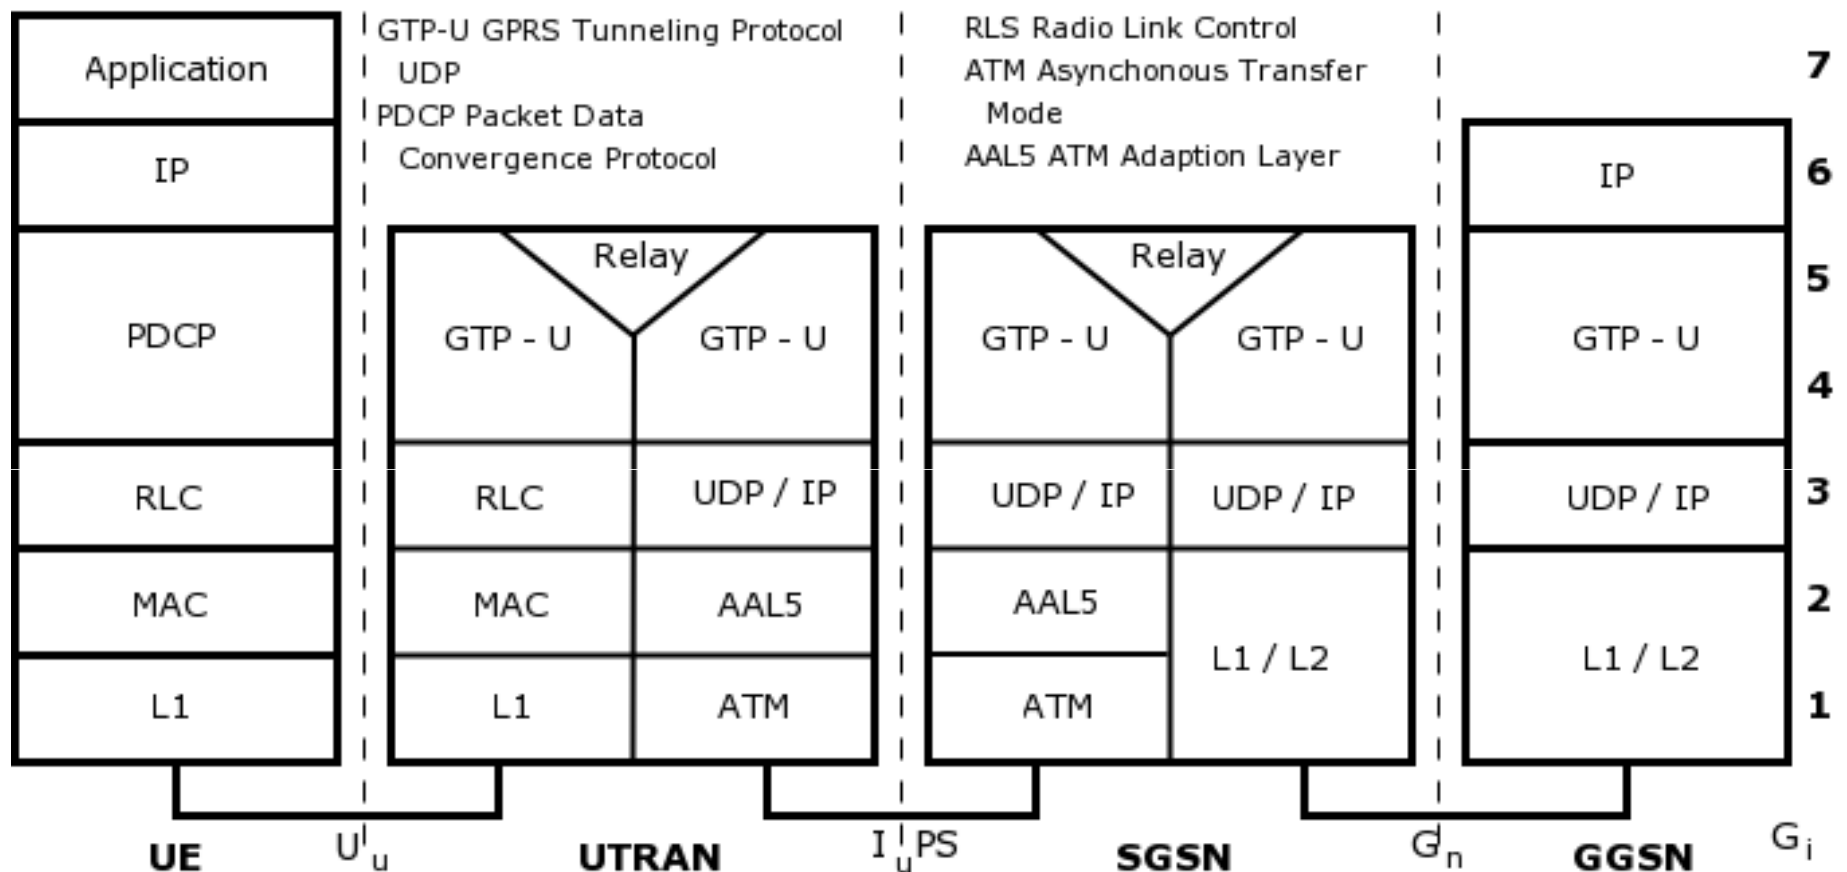 Application
IP
PDCP
RLC
MAC
L1
GTP-U GPRS Tunneling Protocol
UDP
PDCP Packet Data
Convergence Protocol
RLS Radio Link Control
ATM Asynchonous Transfer
Mode
AAL5 ATM Adaption Layer
Relay
GTP - U
GTP - U
RLC
UDP / IP
MAC
AAL5
L1
ATM
Relay
GTP - U
GTP - U
UDP / IP
UDP / IP
AAL5
L1 / L2
ATM
IP
GTP - U
UDP / IP
L1 / L2
7
6
5
4
3
2
1
UE
Uu
UTRAN
IuPS
SGSN
Gn
GGSN
Gi